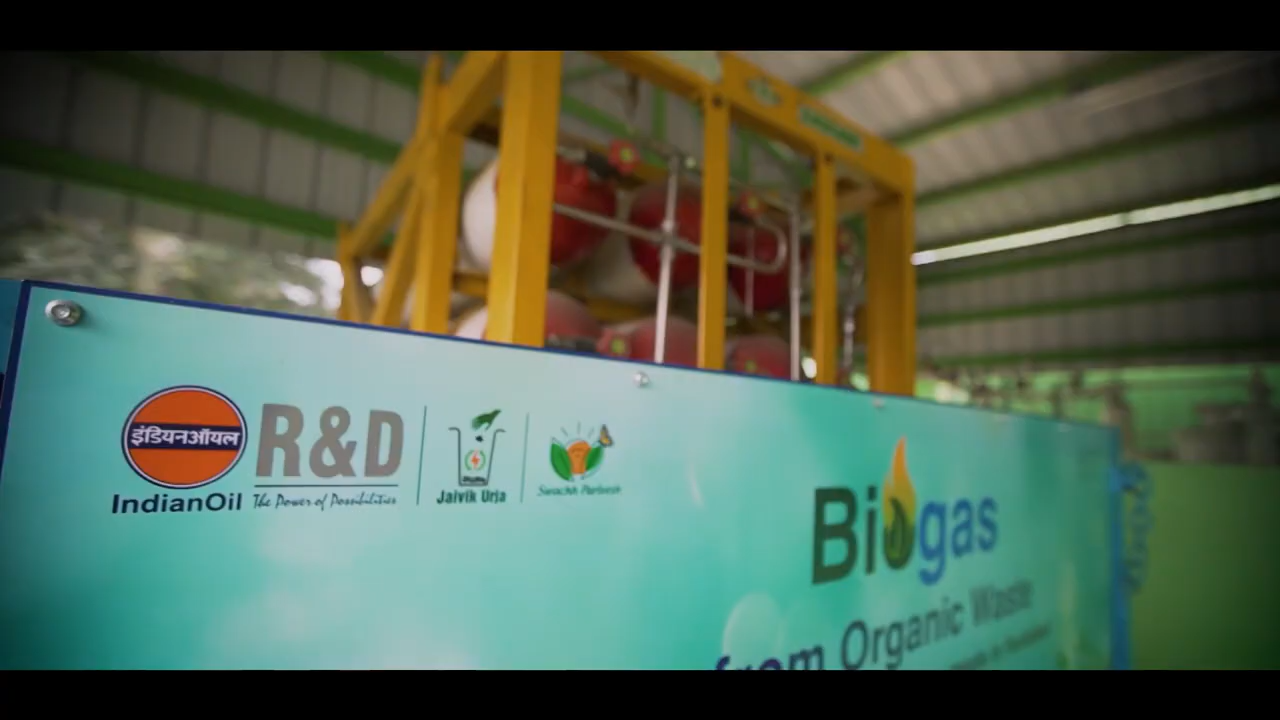 इंडियनऑयल
IndianOil
R&D
The Power of Possibilities
Jaivik Urja
Swachh Parivesh
Biogas
from Organic Waste